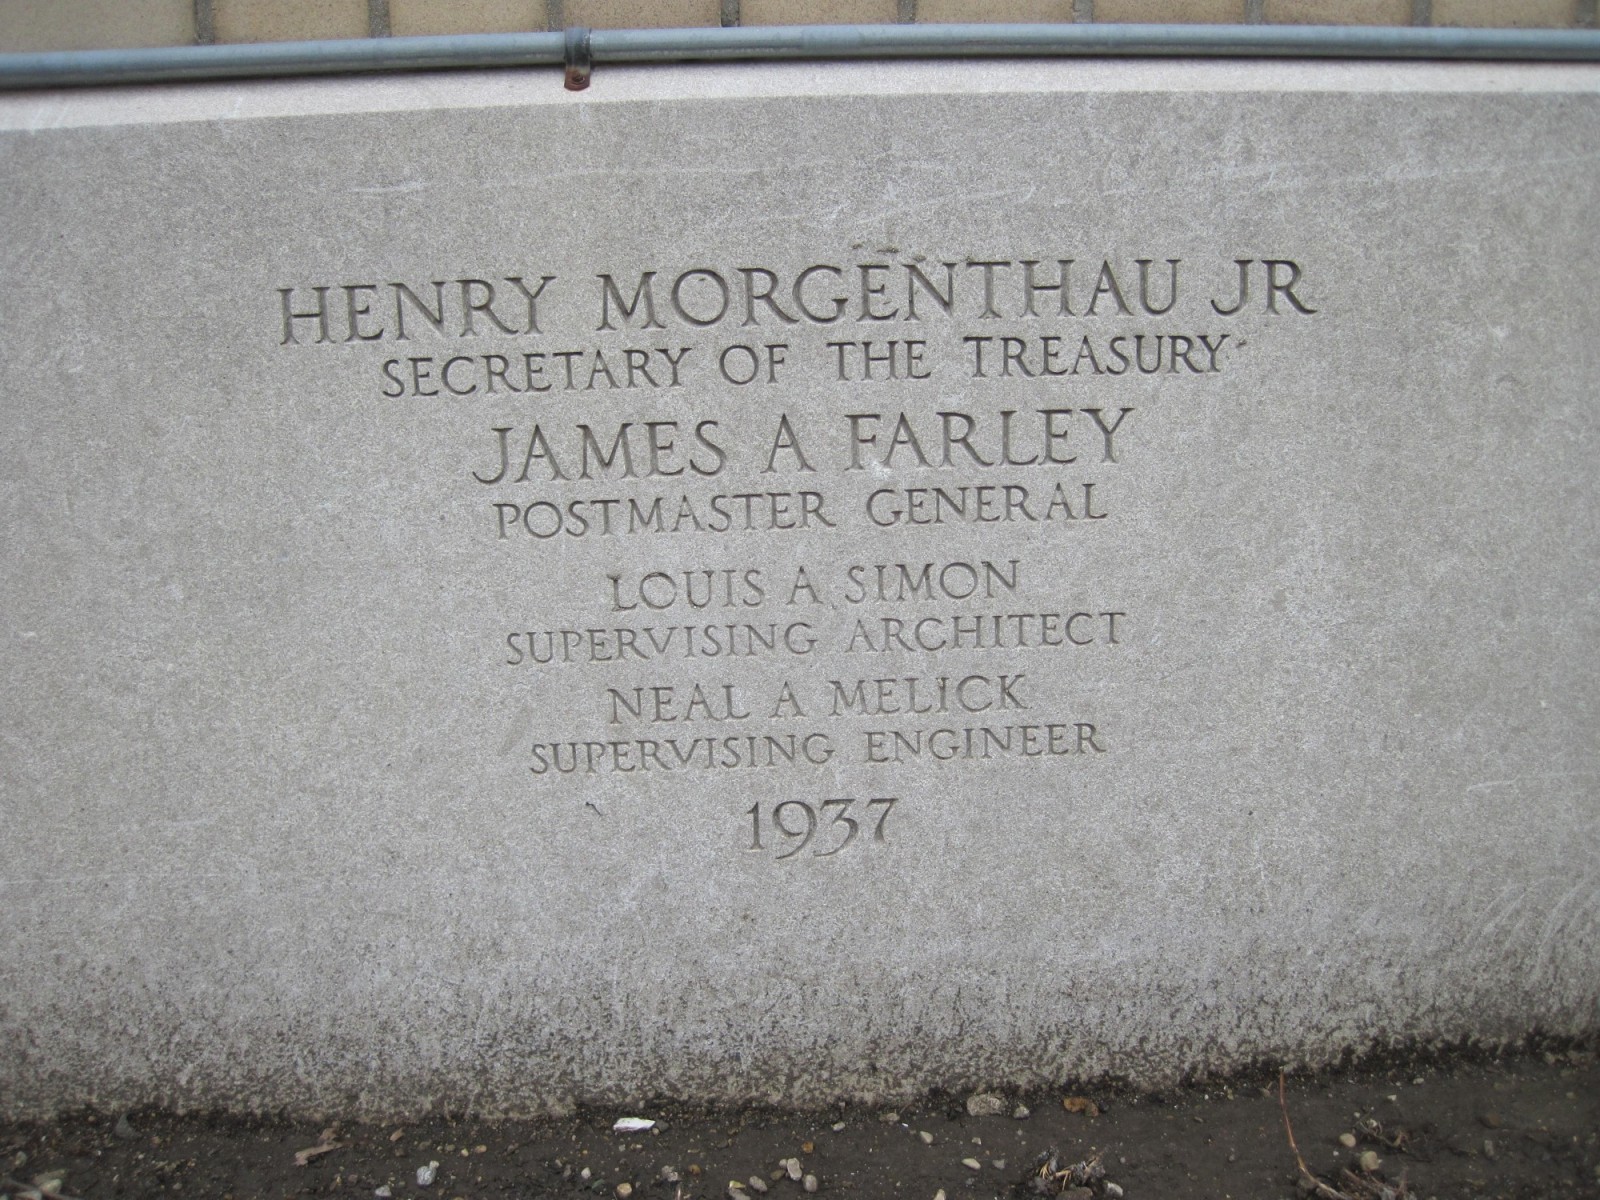 HENRY MORGENTHAU JR
SECRETARY OF THE TREASURY
JAMES A FARLEY
POSTMASTER GENERAL
LOUIS A SIMON
SUPERVISING ARCHITECT
NEAL A MELICK
SUPERVISING ENGINEER
1937